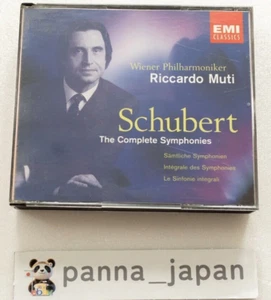 EMI
CLASSICS
Wiener Philharmoniker
Riccardo Muti
Schubert
The Complete Symphonies
Sämtliche Symphonien
Intégrale des Symphonies
Le Sinfonie integrali
panna_japan